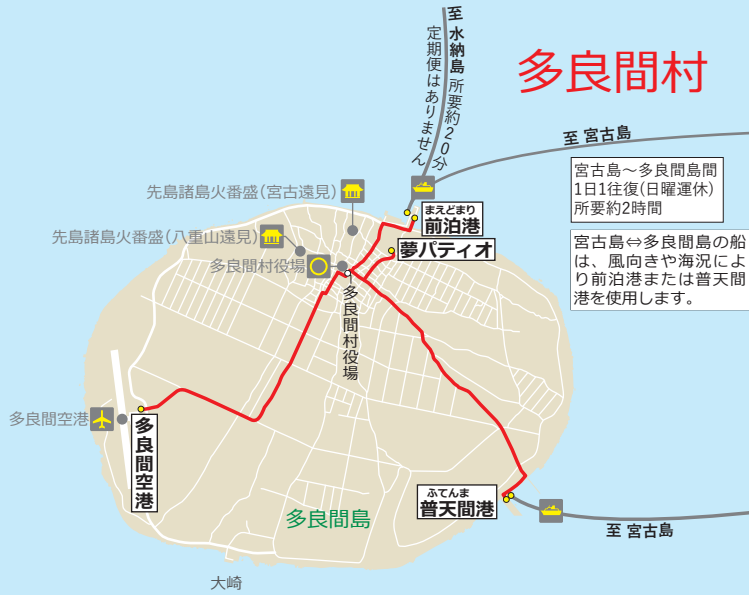 多良間村
至 水納島 所要約20分
定期便はありません
至 宮古島
宮古島～多良間島間
1日1往復(日曜運休)
所要約2時間
宮古島⇔多良間島の船
は、風向きや海況によ
り前泊港または普天間
港を使用します。
先島諸島火番盛(宮古遠見)
まえどまり
前泊港
先島諸島火番盛(八重山遠見)
夢パティオ
多良間村役場
多良間村役場
多良間空港
多良間空港
ふてんま
普天間港
多良間島
至 宮古島
大崎